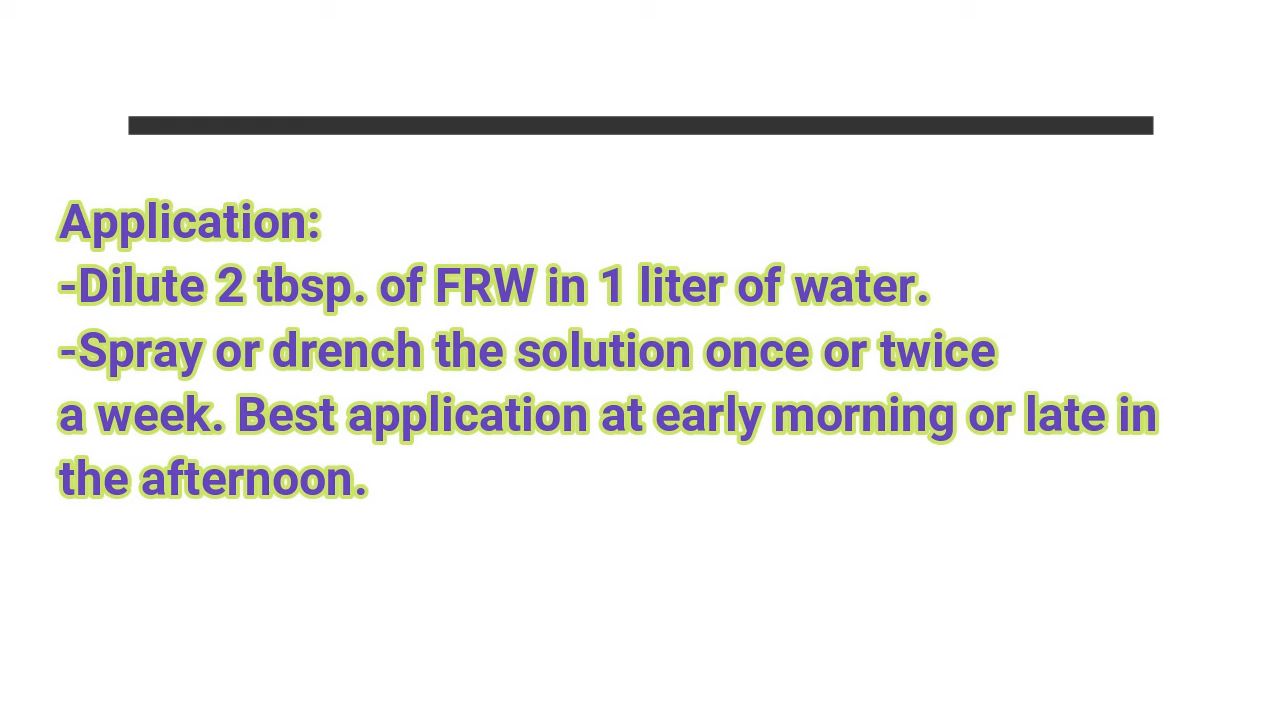 Application:
-Dilute 2 tbsp. of FRW in 1 liter of water.
-Spray or drench the solution once or twice
a week. Best application at early morning or late in
the afternoon.